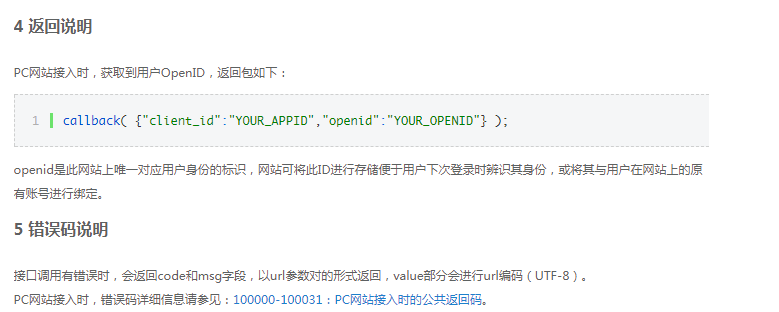 4 返回说明
PC网站接入时，获取到用户OpenID，返回包如下：
1 callback( {"client_id":"YOUR_APPID","openid":"YOUR_OPENID"} );
openid是此网站上唯一对应用户身份的标识，网站可将此ID进行存储便于用户下次登录时辨识其身份，或将其与用户在网站上的原
有账号进行绑定。
5 错误码说明
接口调用有错误时，会返回code和msg字段，以url参数对的形式返回，value部分会进行url编码（UTF-8）。
PC网站接入时，错误码详细信息请参见：100000-100031：PC网站接入时的公共返回码。